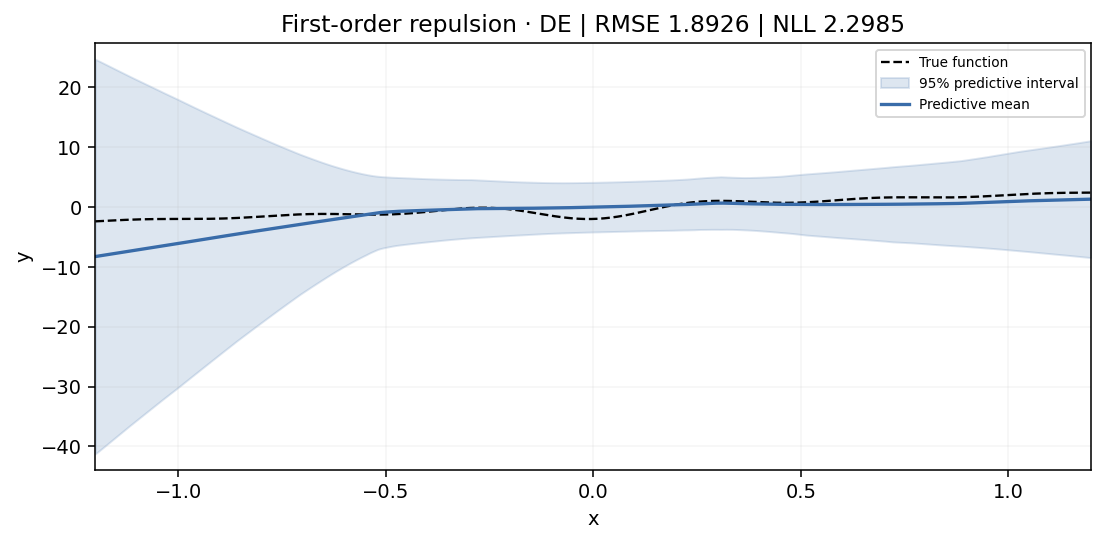 First-order repulsion · DE | RMSE 1.8926 | NLL 2.2985
True function
95% predictive interval
Predictive mean
20
10
0
−10
−20
−30
−40
y
−1.0
−0.5
0.0
0.5
1.0
x